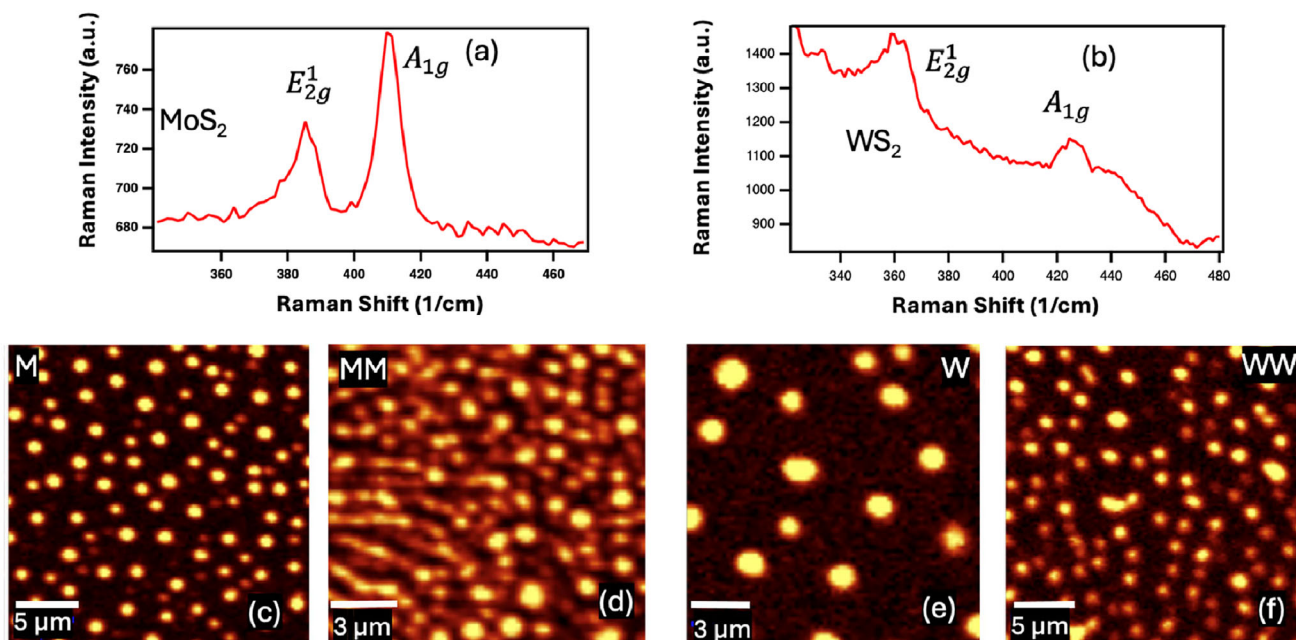 Raman Intensity (a.u.)
760
740
720
700
680
MoS₂
E¹₂g
A₁g
(a)
360
380
400
420
440
460
Raman Shift (1/cm)
Raman Intensity (a.u.)
1400
1300
1200
1100
1000
900
E¹₂g
(b)
A₁g
WS₂
340
360
380
400
420
440
460
480
Raman Shift (1/cm)
M
5 µm
(c)
MM
3 µm
(d)
W
3 µm
(e)
WW
5 µm
(f)